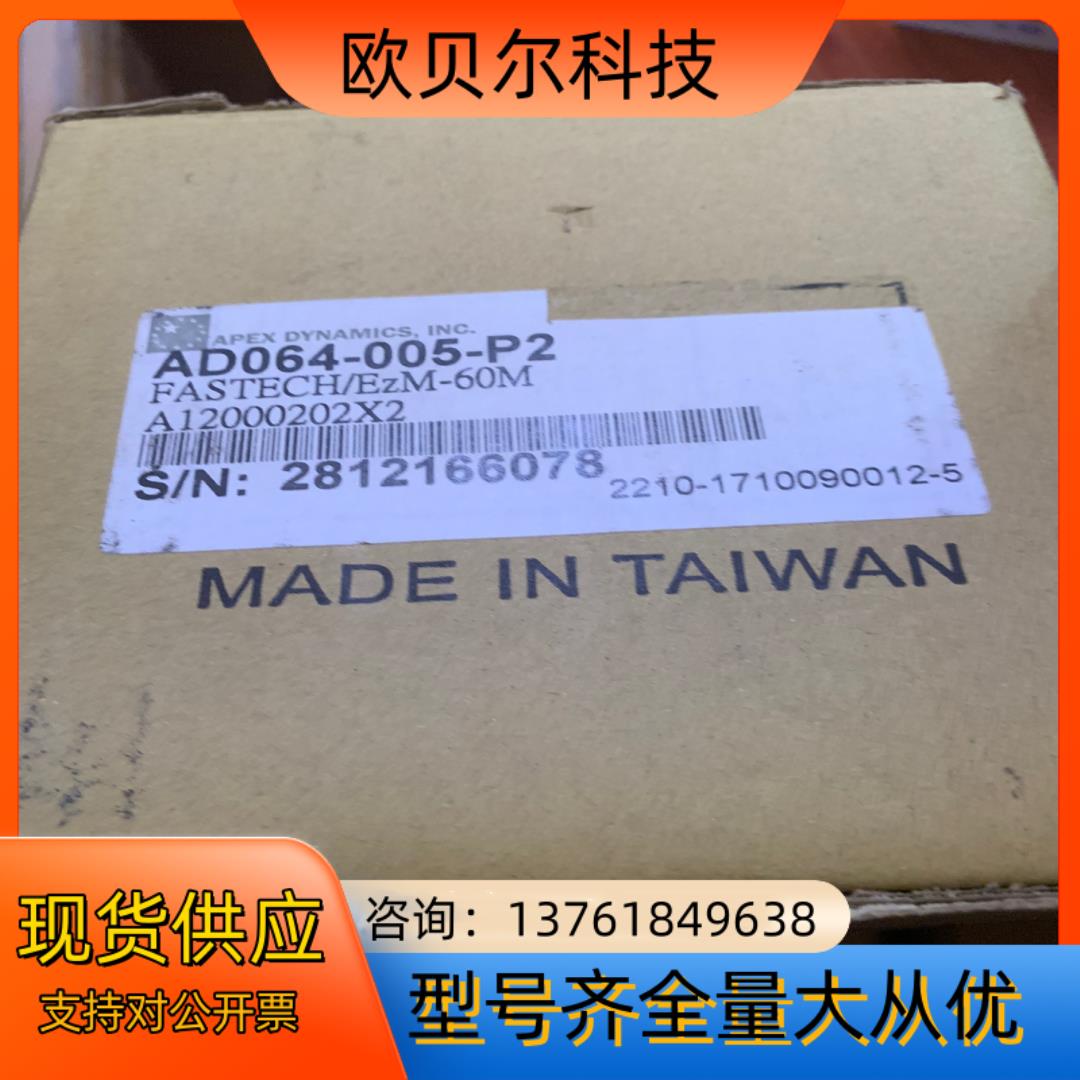 欧贝尔科技
APEX DYNAMICS, INC.
AD064-005-P2
FASTECH/EzM-60M
A12000202X2
S/N: 2812166078
2210-1710090012-5
MADE IN TAIWAN
现货供应
咨询：13761849638
支持对公开票
型号齐全量大从优